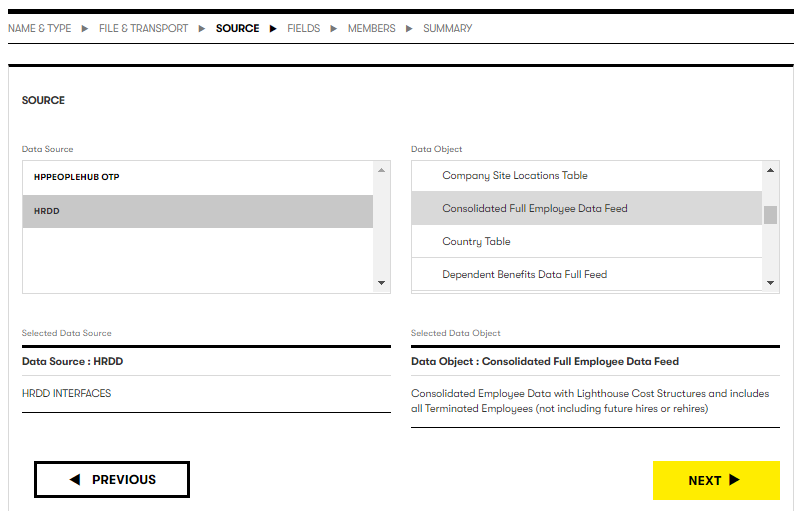 NAME & TYPE ▶ FILE & TRANSPORT ▶ SOURCE ▶ FIELDS ▶ MEMBERS ▶ SUMMARY
SOURCE
Data Source
HPPEOPLEHUB OTP
HRDD
Data Object
Company Site Locations Table
Consolidated Full Employee Data Feed
Country Table
Dependent Benefits Data Full Feed
Selected Data Source
Data Source : HRDD
HRDD INTERFACES
Selected Data Object
Data Object : Consolidated Full Employee Data Feed
Consolidated Employee Data with Lighthouse Cost Structures and includes
all Terminated Employees (not including future hires or rehires)
◀ PREVIOUS
NEXT ▶